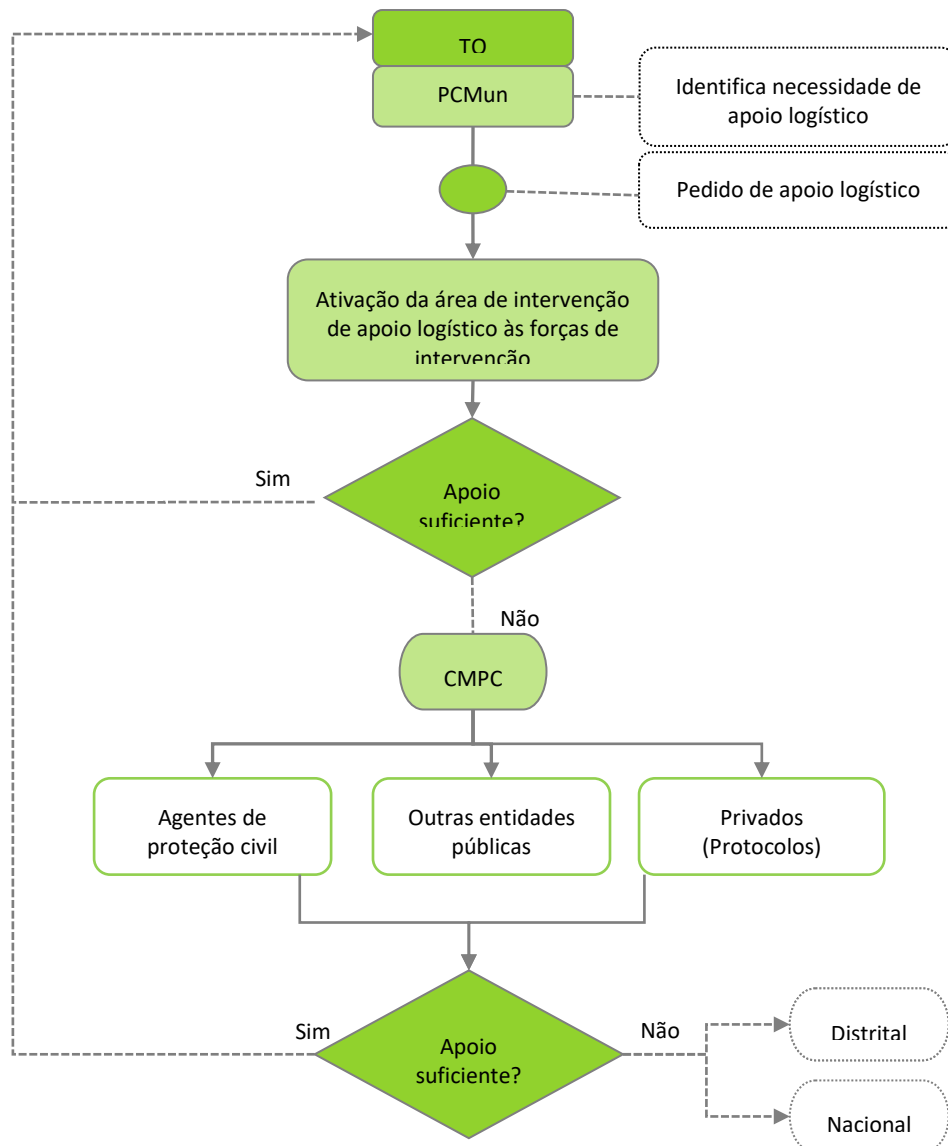 TO
PCMun
Identifica necessidade de
apoio logístico
Pedido de apoio logístico
Ativação da área de intervenção
de apoio logístico às forças de
intervenção
Sim
Apoio
suficiente?
Não
CMPC
Agentes de
proteção civil
Outras entidades
públicas
Privados
(Protocolos)
Sim
Apoio
suficiente?
Não
Distrital
Nacional